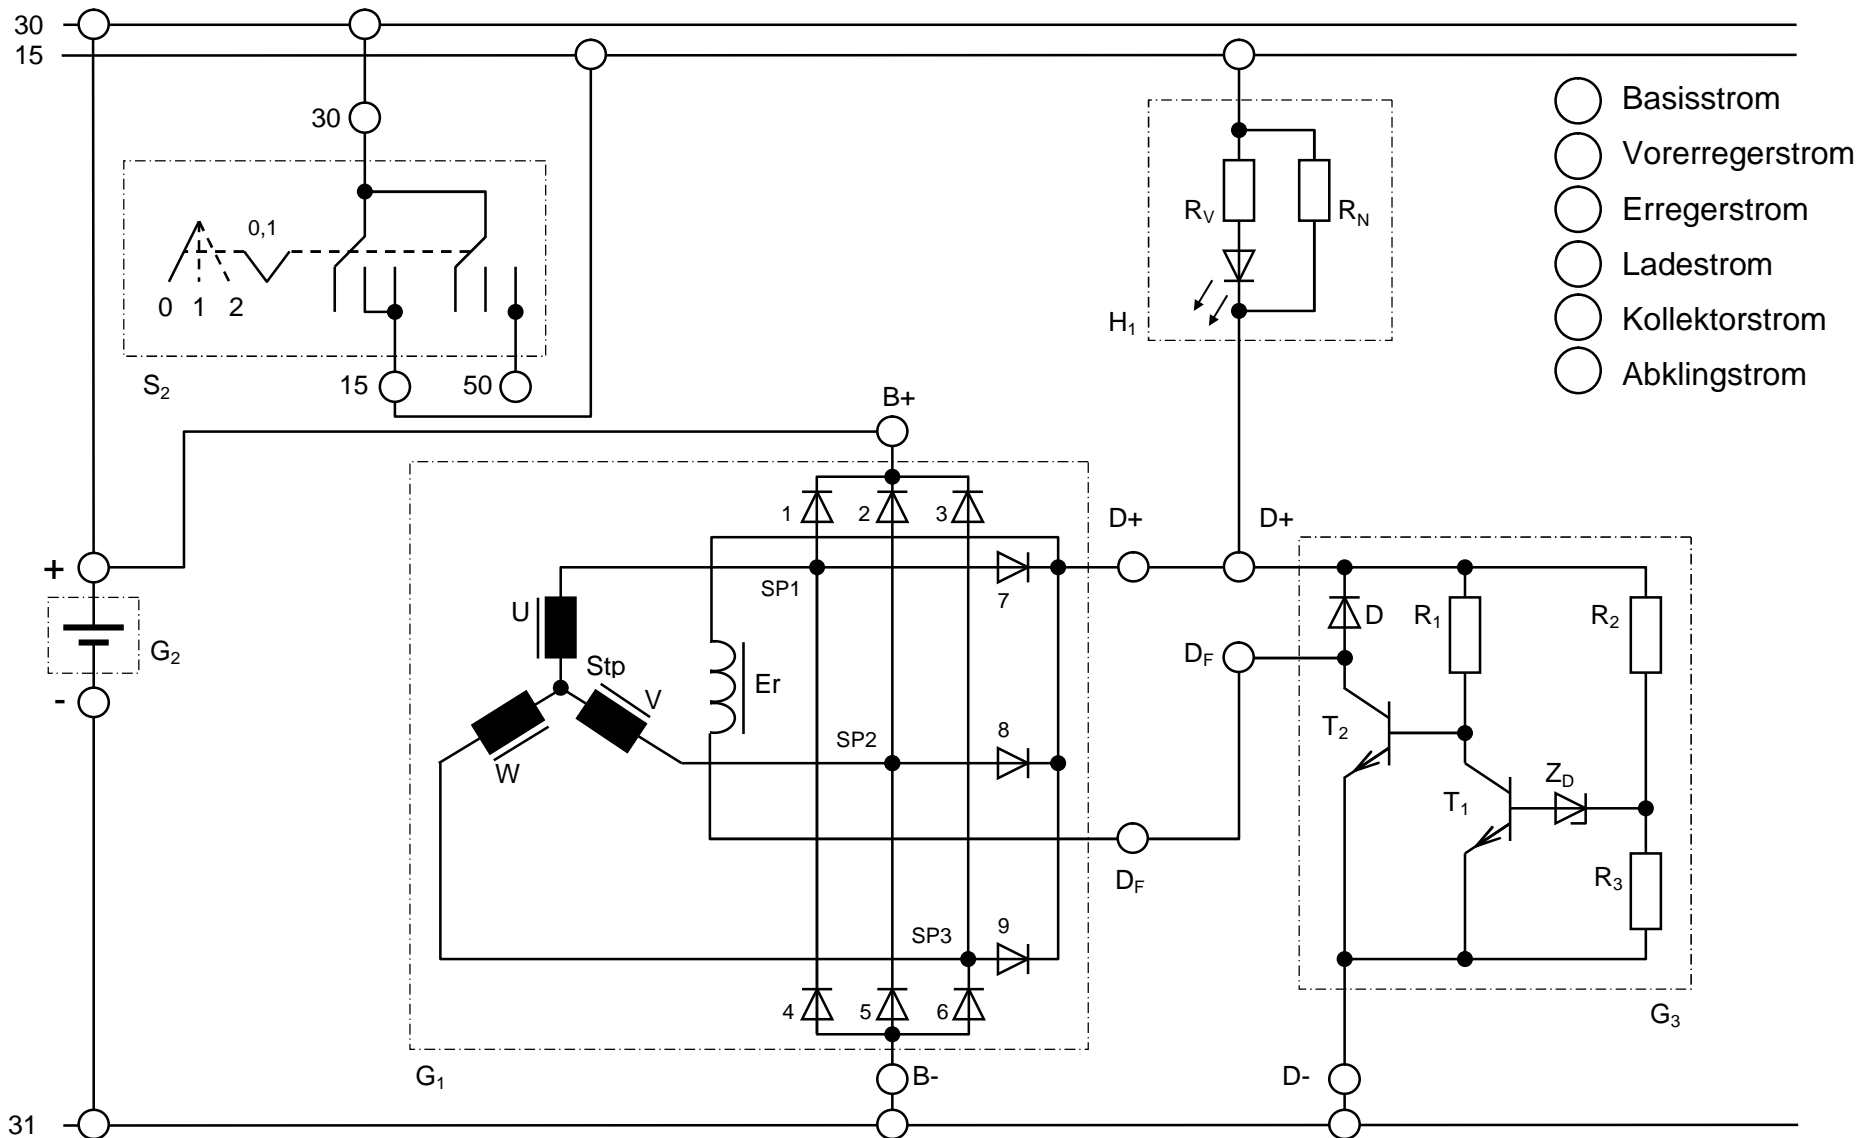 30
15
30
0,1
0 1 2
S2
15
50
Basisstrom
Vorerregerstrom
Erregerstrom
Ladestrom
Kollektorstrom
Abklingstrom
RV
RN
H1
B+
+
G2
-
1
2
3
SP1
7
U
Stp
V
W
Er
SP2
8
SP3
9
4
5
6
G1
B-
D+
D+
DF
DF
D
R1
R2
T2
T1
ZD
R3
G3
D-
31